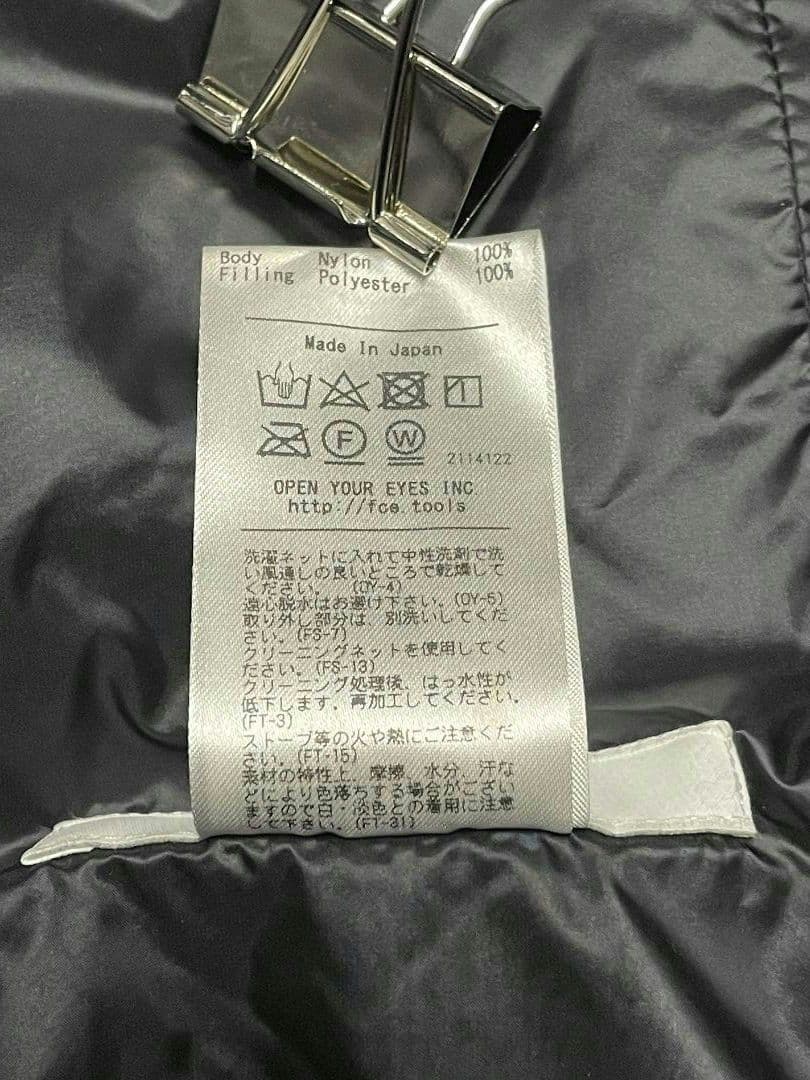 Body Nylon 100%
Filling Polyester 100%
Made In Japan
F W
2114122
OPEN YOUR EYES INC
http://fce.tools
洗濯ネットに入れて中性洗剤で洗
い風通しの良いところで乾燥して
ください。(OY-4)
遠心脱水はお避け下さい。(OY-5)
取り外し部分は、別洗いしてくだ
さい。(FS-7)
クリーニングネットを使用してく
ださい。(FS-13)
クリーニング処理後、はっ水性が
低下します。再加工してください。
(FT-3)
ストーブ等の火や熱にご注意くだ
さい。(FT-15)
素材の特性上、摩擦、水分、汗な
どにより色落ちする場合がござい
ますので白・淡色との着用に注意
して下さい。(FT-31)